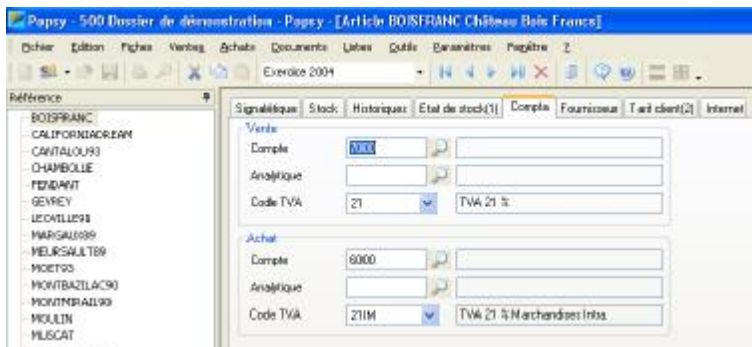 Popsy - 500 Dossier de démonstration - Popsy - [Article BOISFRANC Château Bois Francs]
Fichier Edition Fiches Ventes Achats Documents Listes Outils Paramètres Fenêtre ?
Exercice 2004
Référence
Signalétique Stock Historiques Etat de stock(1) Compta Fournisseur Tarif client(2) Internet
BOISFRANC
CALIFORNIADREAM
CANTALOU93
CHAMBOLLE
FENDANT
GEVREY
LEOVILLE91
MARGAUX89
MEURSAULT89
MOET93
MONTBAZILAC90
MONTMIRAIL90
MOULIN
MUSCAT
Vente
Compte 7000
Analytique
Code TVA 21 TVA 21 %
Achat
Compte 6000
Analytique
Code TVA 21IM TVA 21 % Marchandises Intra.